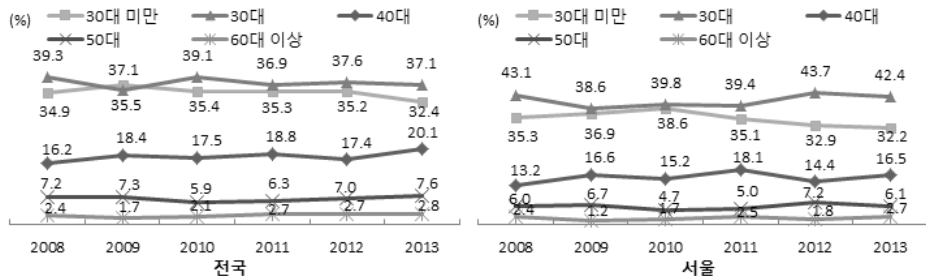 (%) 30대 미만 30대 40대
50대 60대 이상
39.3 37.1 39.1 36.9 37.6 37.1
34.9 35.5 35.4 35.3 35.2 32.4
16.2 18.4 17.5 18.8 17.4 20.1
7.2 7.3 5.9 6.3 7.0 7.6
2.4 1.7 2.1 2.7 2.7 2.8
2008 2009 2010 2011 2012 2013
전국
(%) 30대 미만 30대 40대
50대 60대 이상
43.1 38.6 39.8 39.4 43.7 42.4
35.3 36.9 38.6 35.1 32.9 32.2
13.2 16.6 15.2 18.1 14.4 16.5
6.0 6.7 4.7 5.0 7.2 6.1
2.4 1.2 1.7 2.5 1.8 2.7
2008 2009 2010 2011 2012 2013
서울